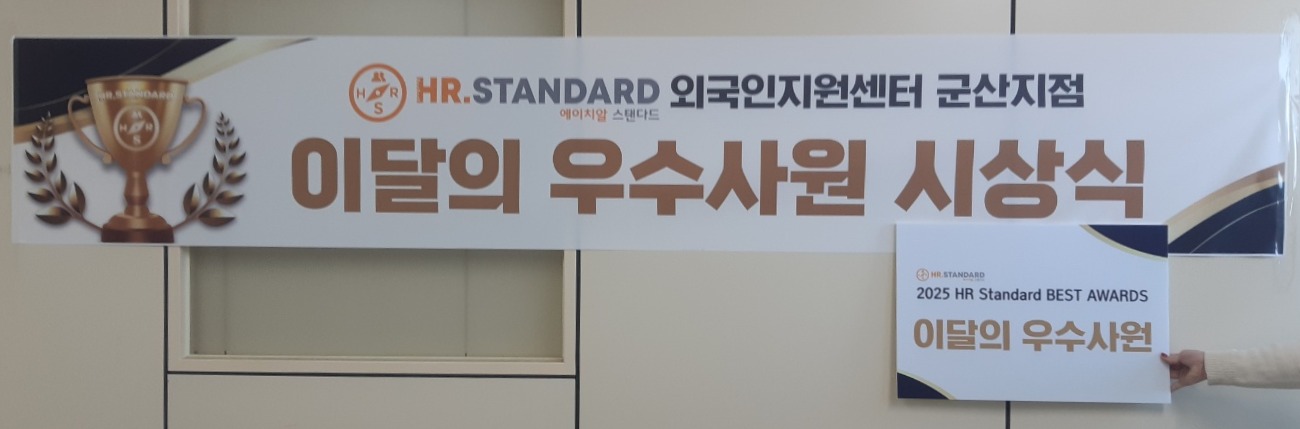 HR.STANDARD
H R
S
H R
S
HR.STANDARD 외국인지원센터 군산지점
에이치알 스탠다드
이달의 우수사원 시상식
HR.STANDARD
2025 HR Standard BEST AWARDS
이달의 우수사원